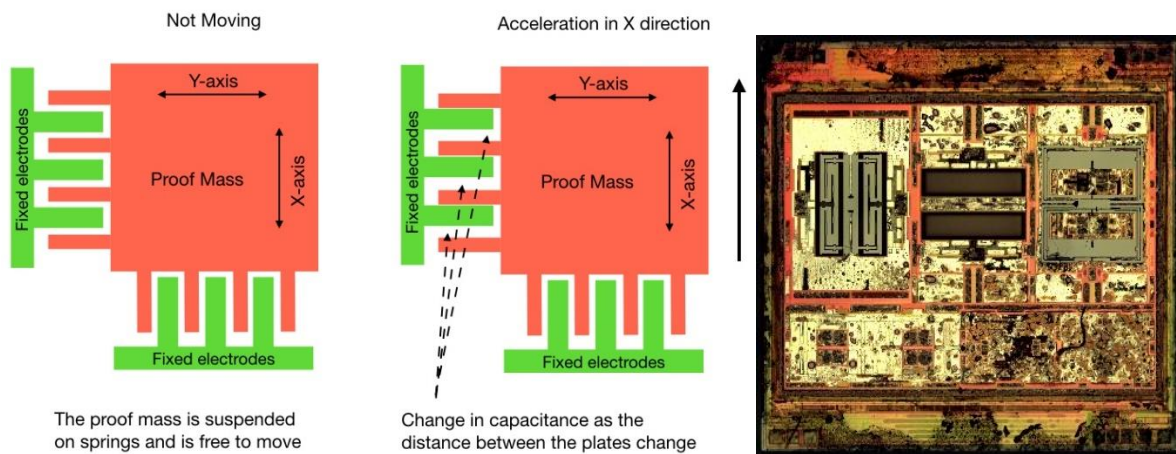 Not Moving
Y-axis
X-axis
Proof Mass
Fixed electrodes
Fixed electrodes
The proof mass is suspended
on springs and is free to move
Acceleration in X direction
Y-axis
X-axis
Proof Mass
Fixed electrodes
Fixed electrodes
Change in capacitance as the
distance between the plates change